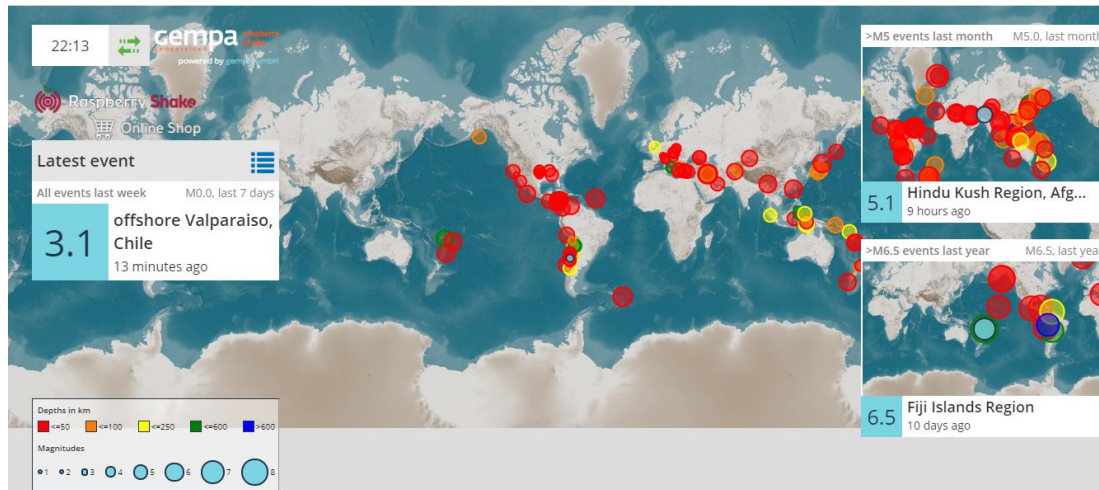 22:13
gempa
raspberry
shake
powered by gempa GmbH
Raspberry Shake
Online Shop
Latest event
All events last week M0.0, last 7 days
3.1
offshore Valparaiso,
Chile
13 minutes ago
>M5 events last month M5.0, last month
5.1
Hindu Kush Region, Afg...
9 hours ago
>M6.5 events last year M6.5, last year
6.5
Fiji Islands Region
10 days ago
Depths in km
<=50 <=100 <=250 <=600 >600
Magnitudes
1 2 3 4 5 6 7 8